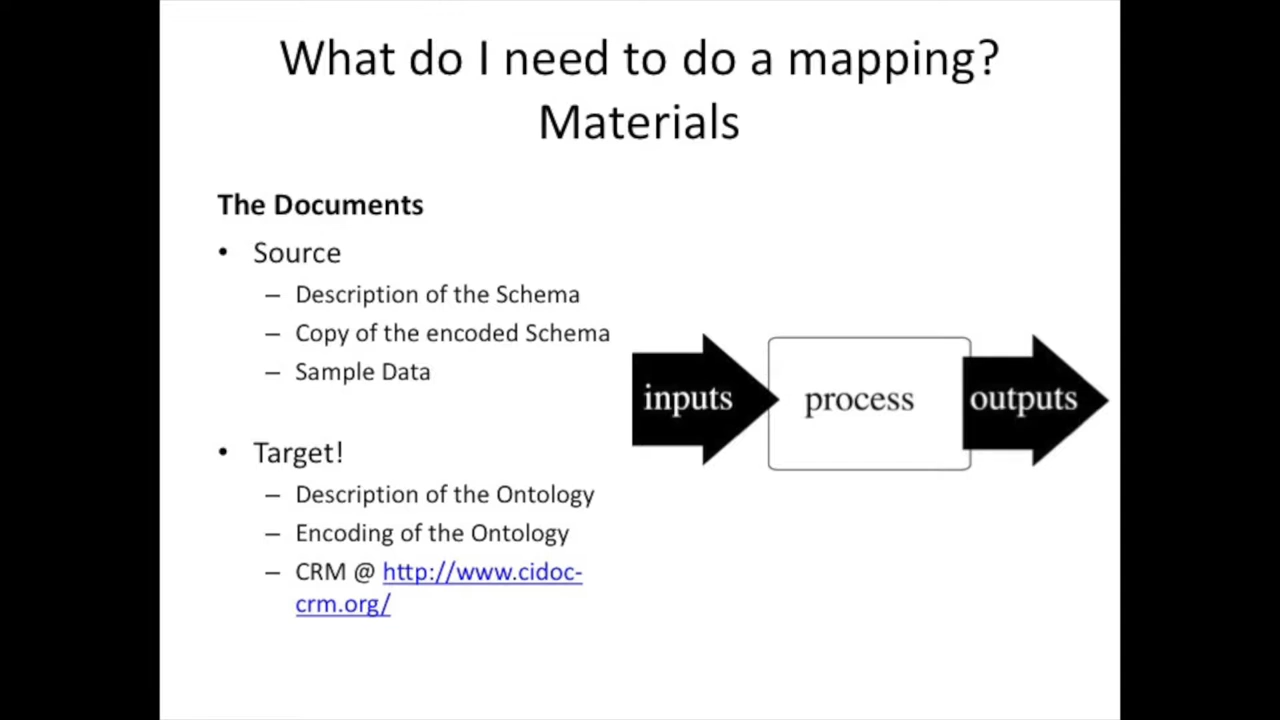 What do I need to do a mapping?
Materials
The Documents
• Source
– Description of the Schema
– Copy of the encoded Schema
– Sample Data
• Target!
– Description of the Ontology
– Encoding of the Ontology
– CRM @ http://www.cidoc-
crm.org/
inputs
process
outputs